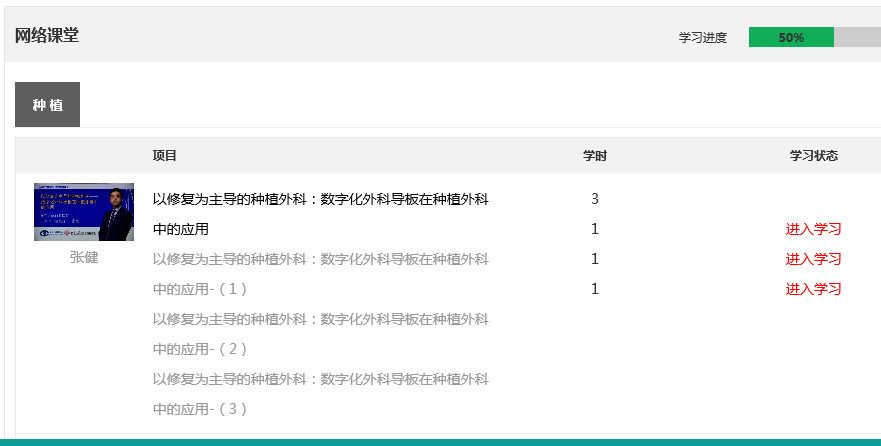 网络课堂
学习进度 50%
种 植
项目 学时 学习状态
以修复为主导的种植外科：数字化外科导板在种植外科 3
中的应用 1 进入学习
张健 以修复为主导的种植外科：数字化外科导板在种植外科 1 进入学习
中的应用-（1） 1 进入学习
以修复为主导的种植外科：数字化外科导板在种植外科
中的应用-（2）
以修复为主导的种植外科：数字化外科导板在种植外科
中的应用-（3）